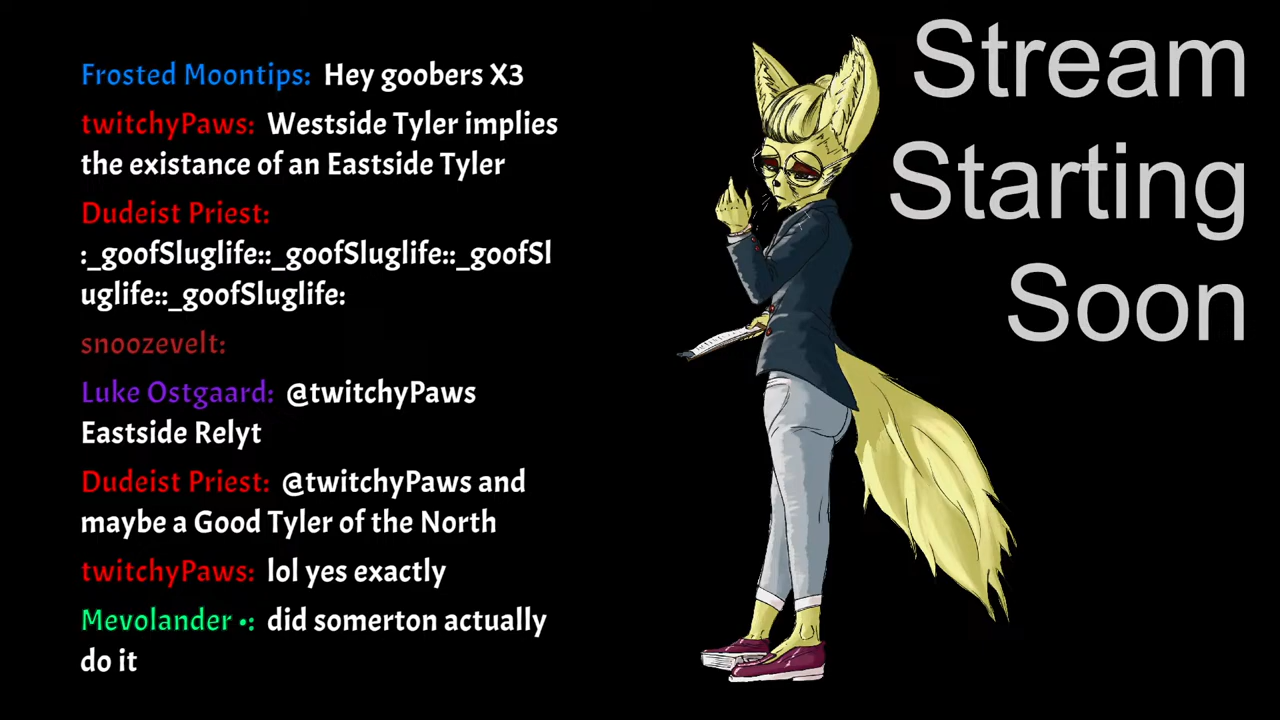 Frosted Moontips: Hey goobers X3
twitchyPaws: Westside Tyler implies
the existance of an Eastside Tyler
Dudeist Priest:
:_goofSluglife::_goofSluglife::_goofSl
uglife::_goofSluglife:
snoozevelt:
Luke Ostgaard: @twitchyPaws
Eastside Relyt
Dudeist Priest: @twitchyPaws and
maybe a Good Tyler of the North
twitchyPaws: lol yes exactly
Mevolander •: did somerton actually
do it
Stream
Starting
Soon